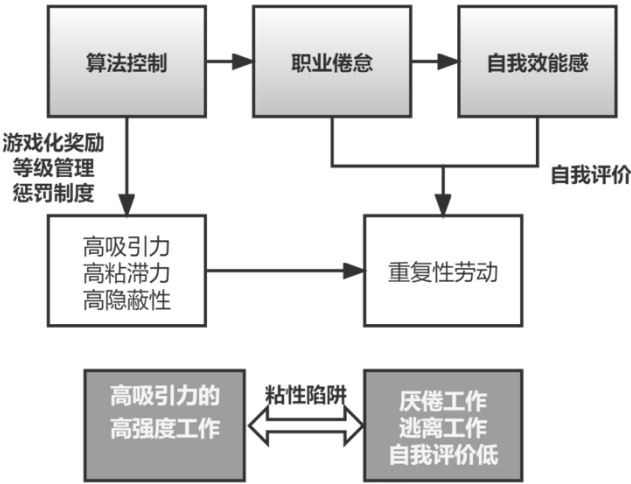 算法控制
职业倦怠
自我效能感
游戏化奖励
等级管理
惩罚制度
自我评价
高吸引力
高粘滞力
高隐蔽性
重复性劳动
高吸引力的
高强度工作
粘性陷阱
厌倦工作
逃离工作
自我评价低